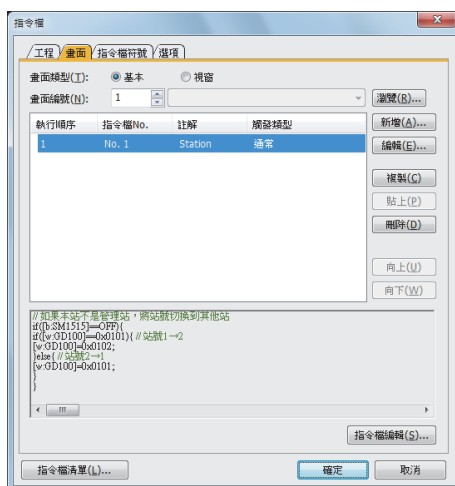 指令檔
工程 畫面 指令檔符號 選項
畫面類型(T): 基本 視窗
畫面編號(N): 1 瀏覽(R)...
執行順序 指令檔No. 註解 觸發類型
1 No. 1 Station 通常
新增(A)...
編輯(E)...
複製(C)
貼上(P)
刪除(D)
向上(U)
向下(W)
//如果本站不是管理站，將站號切換到其他站
if([b:SM1515]==OFF){
if([w:GD100]==0x0101){ //站號1→2
[w:GD100]=0x0102;
}else{ //站號2→1
[w:GD100]=0x0101;
}
}
指令檔編輯(S)...
指令檔清單(L)... 確定 取消